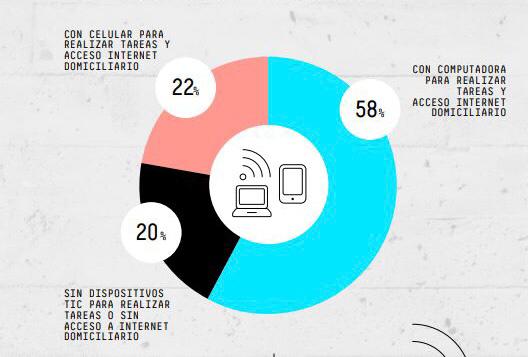 CON CELULAR PARA
REALIZAR TAREAS Y
ACCESO INTERNET
DOMICILIARIO
22%
CON COMPUTADORA
PARA REALIZAR
TAREAS Y
ACCESO INTERNET
DOMICILIARIO
58%
20%
SIN DISPOSITIVOS
TIC PARA REALIZAR
TAREAS O SIN
ACCESO A INTERNET
DOMICILIARIO